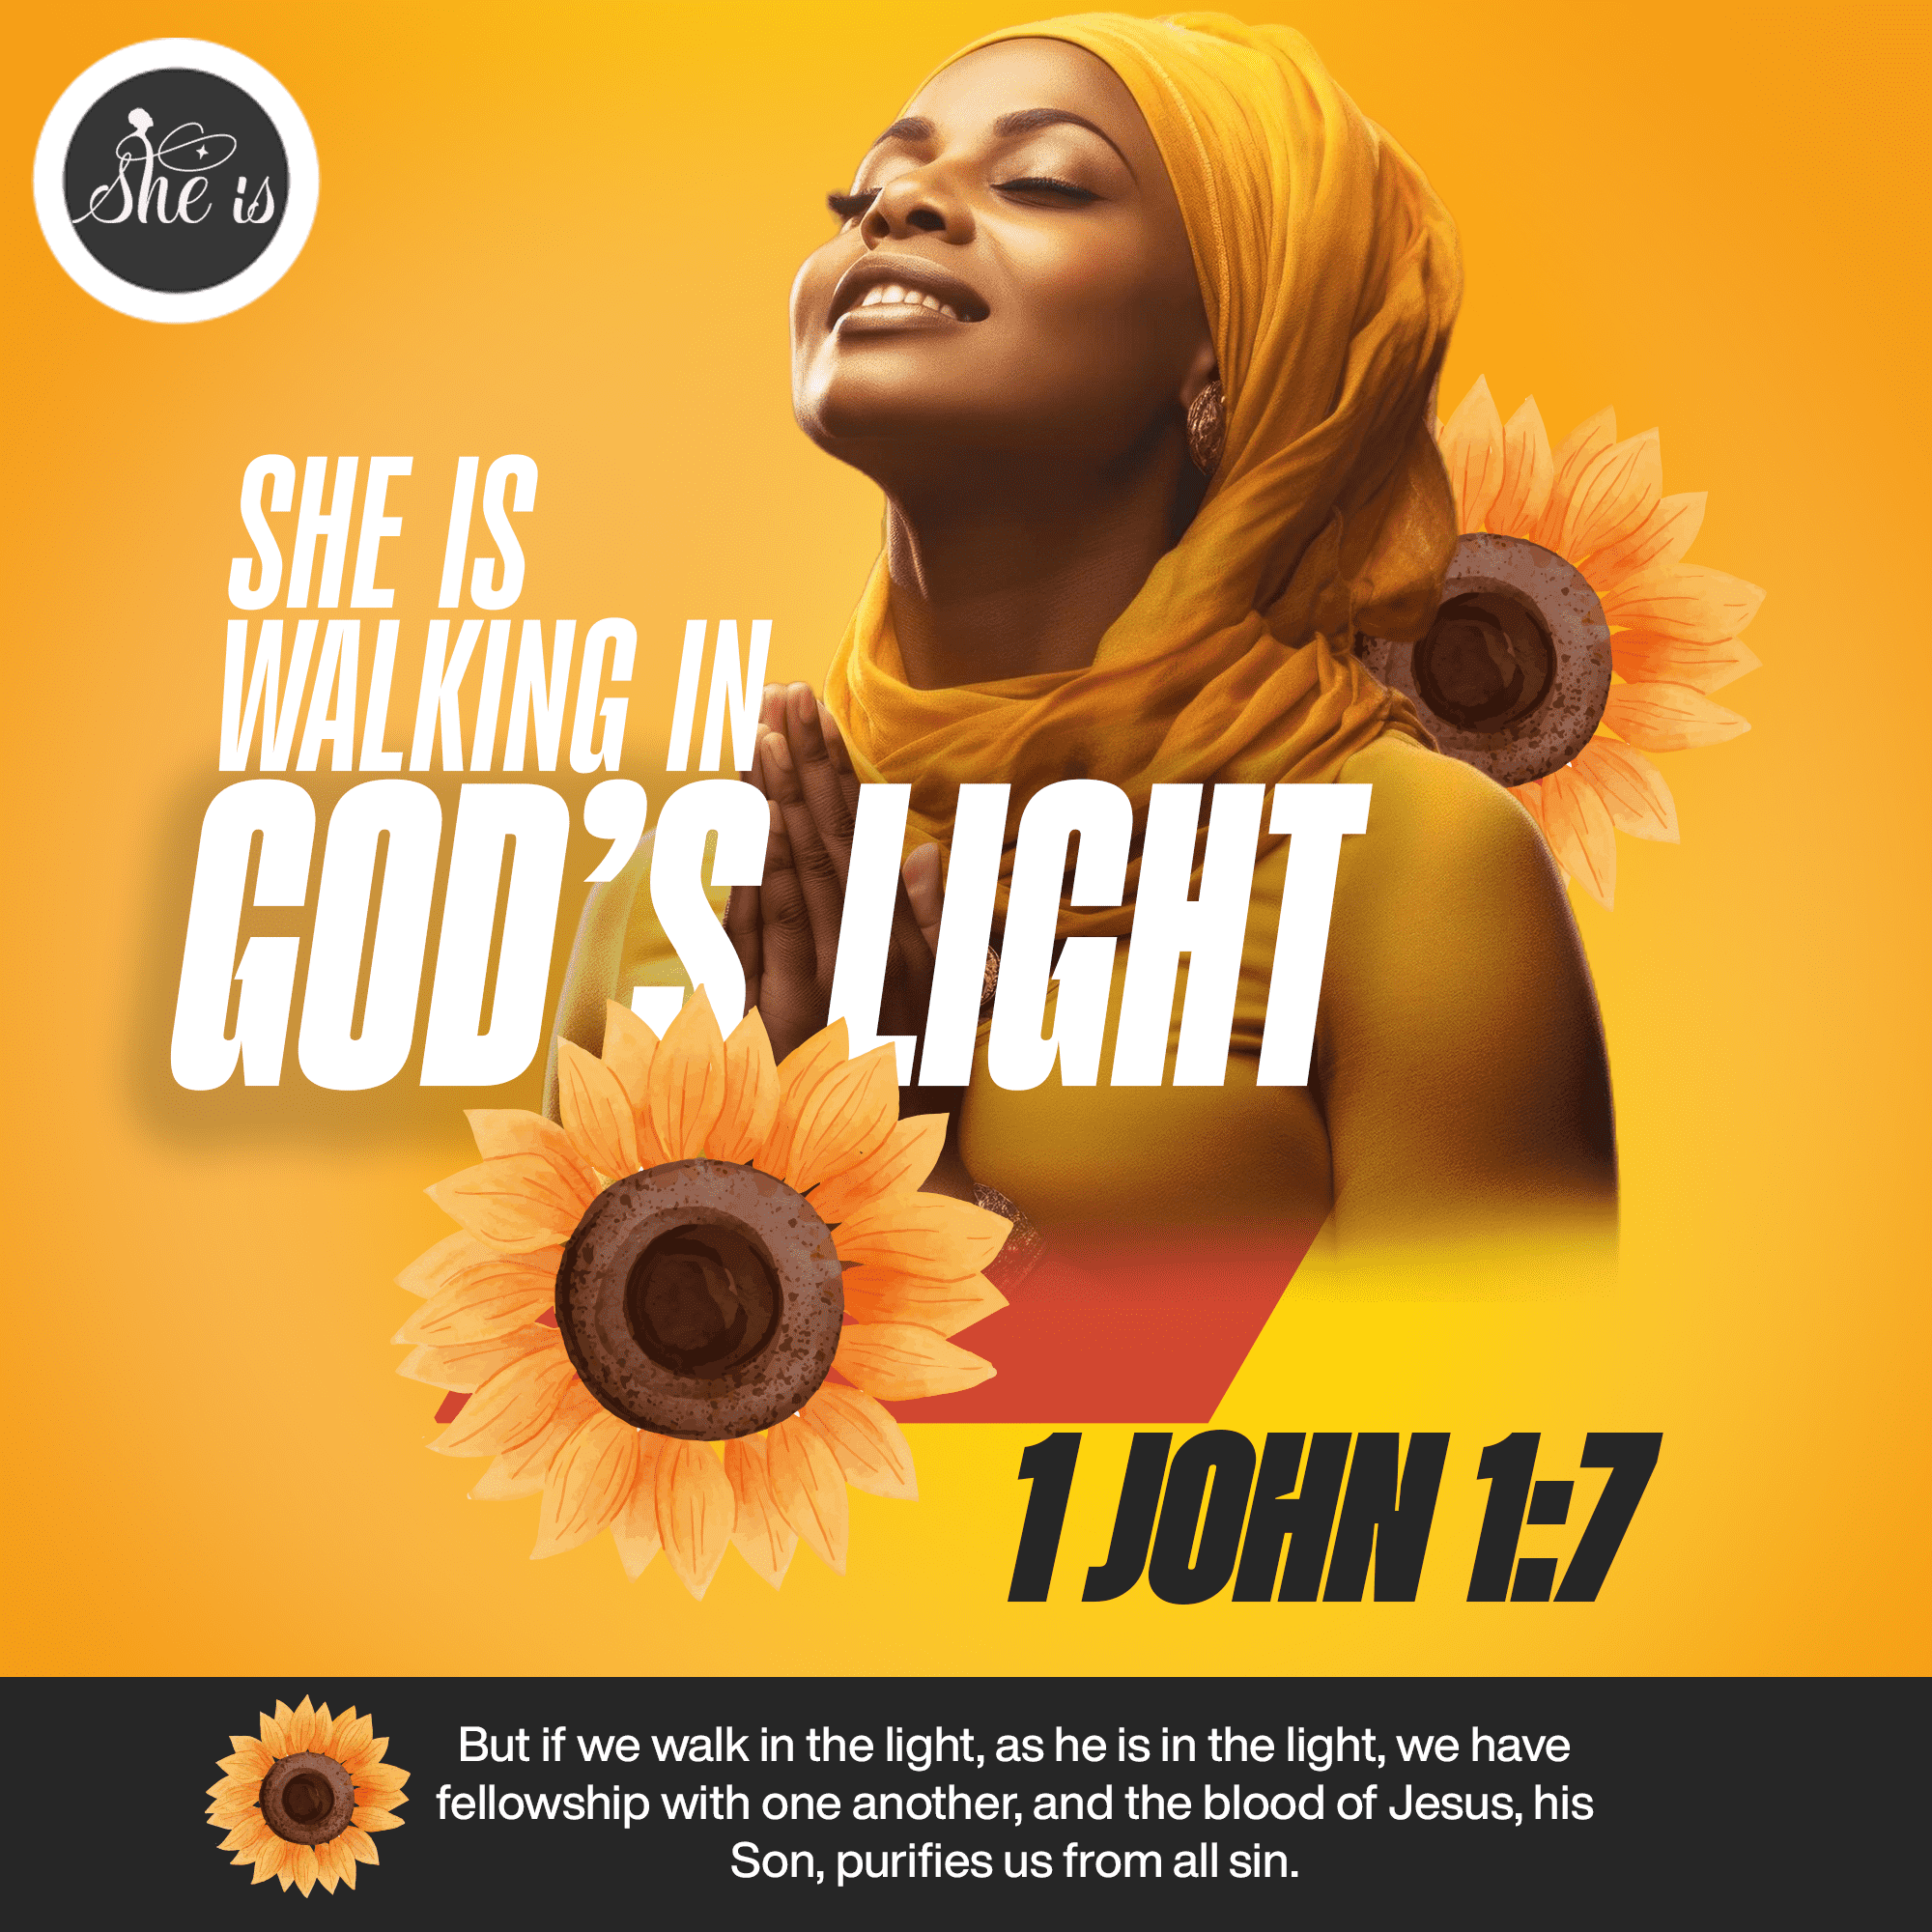 She is
SHE IS
WALKING IN
GOD'S LIGHT
1 JOHN 1:7
But if we walk in the light, as he is in the light, we have
fellowship with one another, and the blood of Jesus, his
Son, purifies us from all sin.